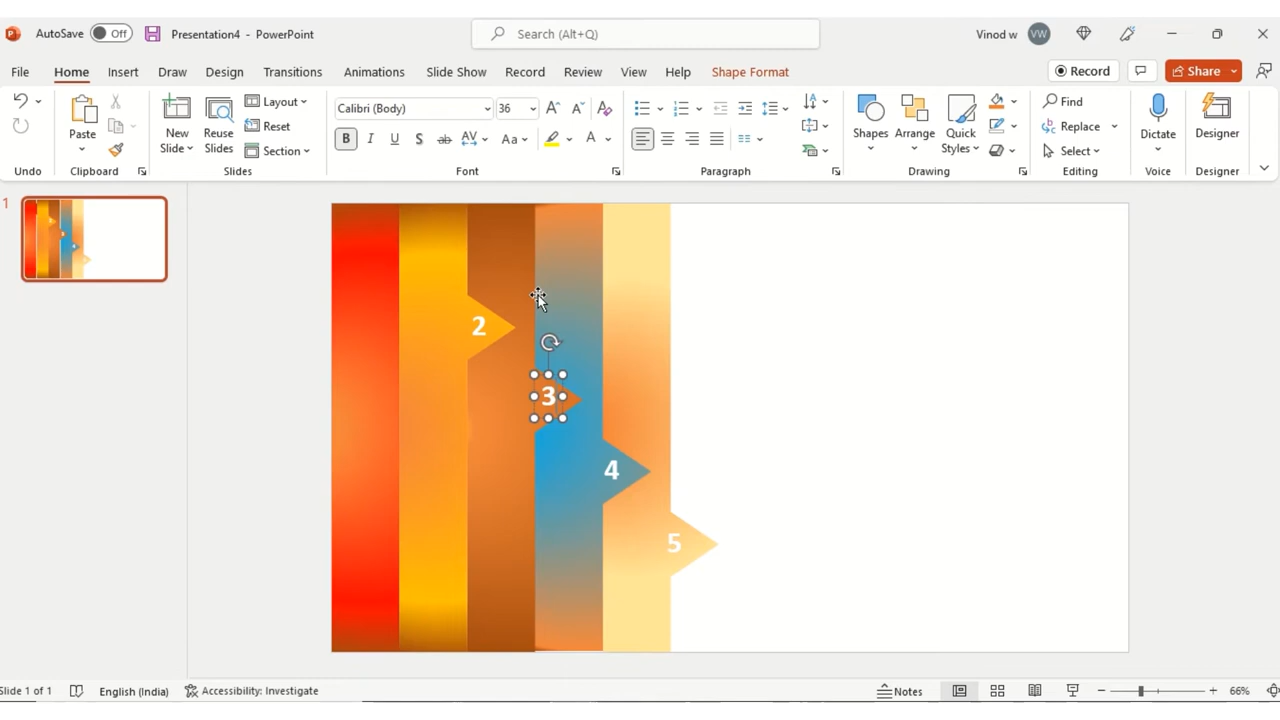 AutoSave Off Presentation4 - PowerPoint Search (Alt+Q) Vinod w VW
File Home Insert Draw Design Transitions Animations Slide Show Record Review View Help Shape Format Record Share
Paste
New Slide
Reuse Slides
Layout
Reset
Section
Calibri (Body) 36 A A A
B I U S ab AV Aa A
Shapes
Arrange
Quick Styles
Find
Replace
Select
Dictate
Designer
Undo Clipboard Slides Font Paragraph Drawing Editing Voice Designer
1
2
3
4
5
Slide 1 of 1 English (India) Accessibility: Investigate Notes 66%